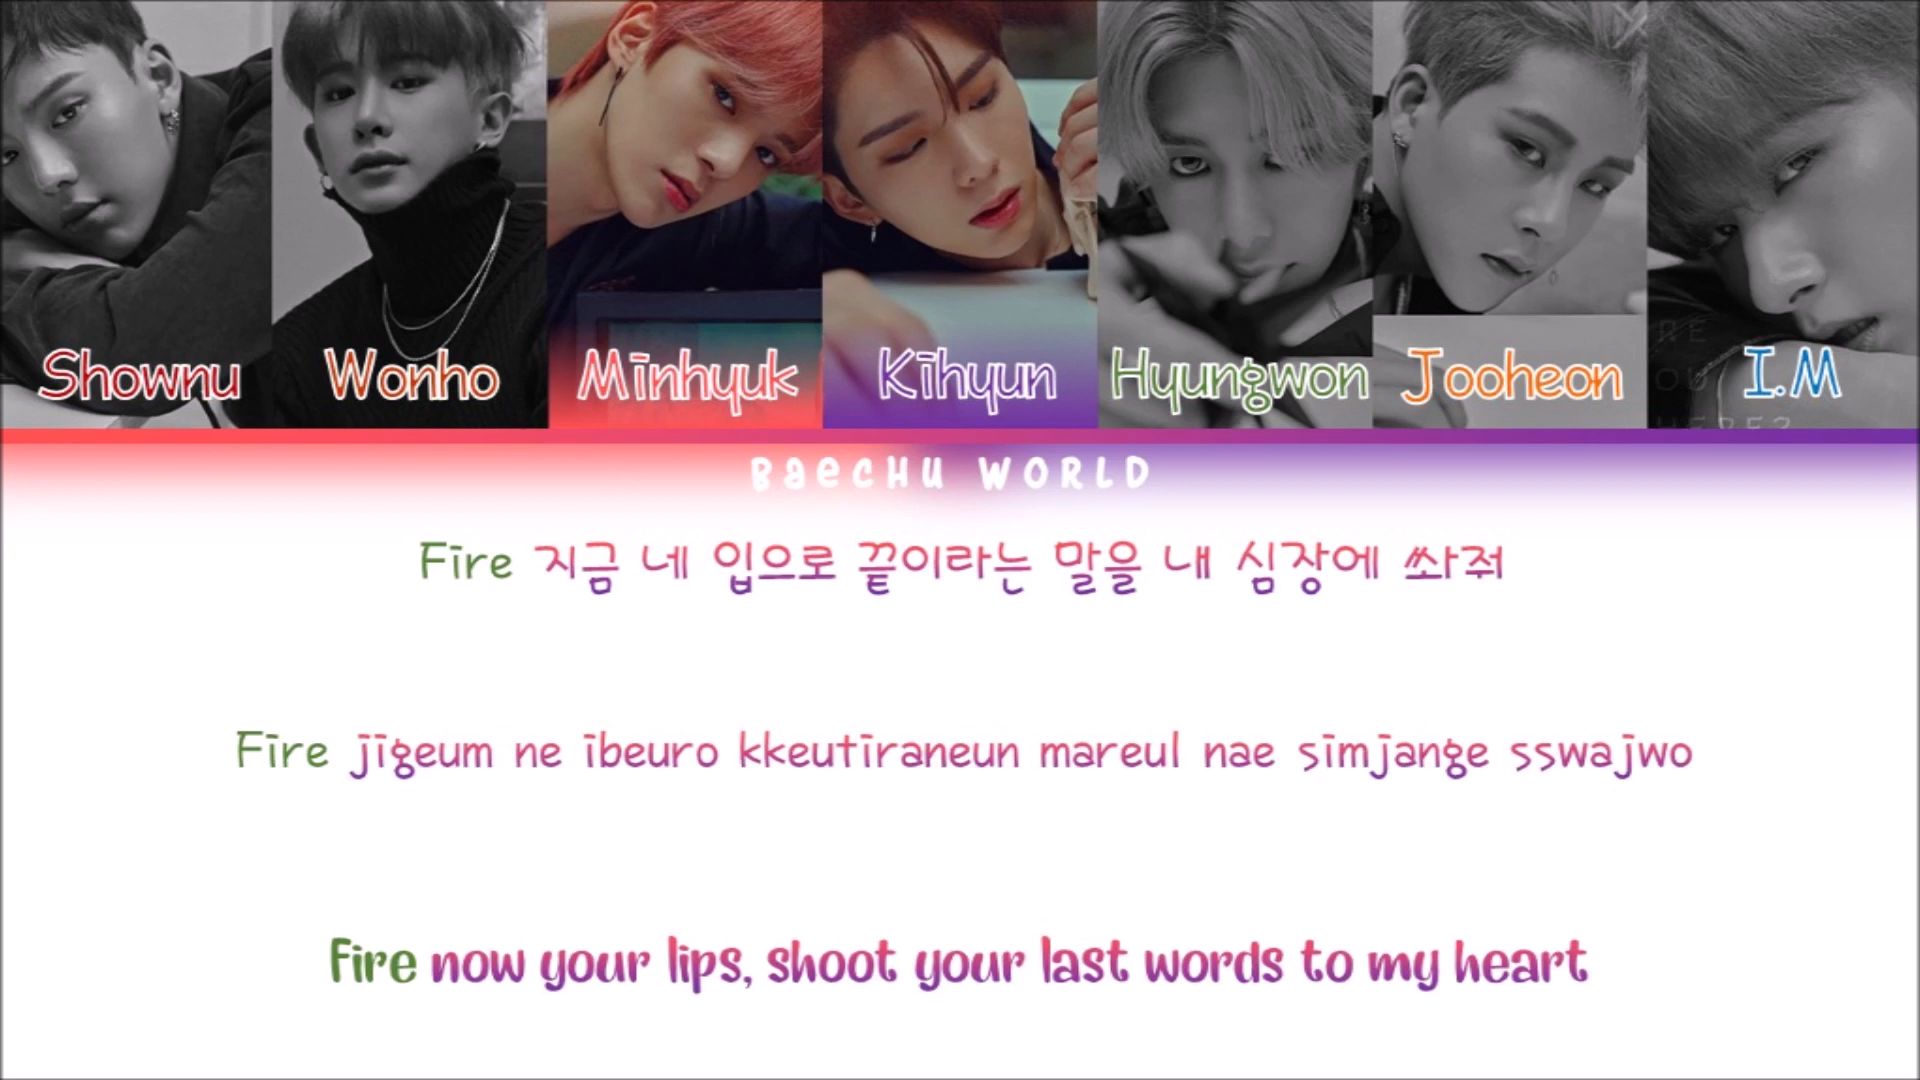 Shownu Wonho Minhyuk Kihyun Hyungwon Jooheon I.M
BaeCHU WORLD
Fire 지금 네 입으로 끝이라는 말을 내 심장에 쏴줘
Fire jigeum ne ibeuro kkeutiraneun mareul nae simjange sswajwo
Fire now your lips, shoot your last words to my heart